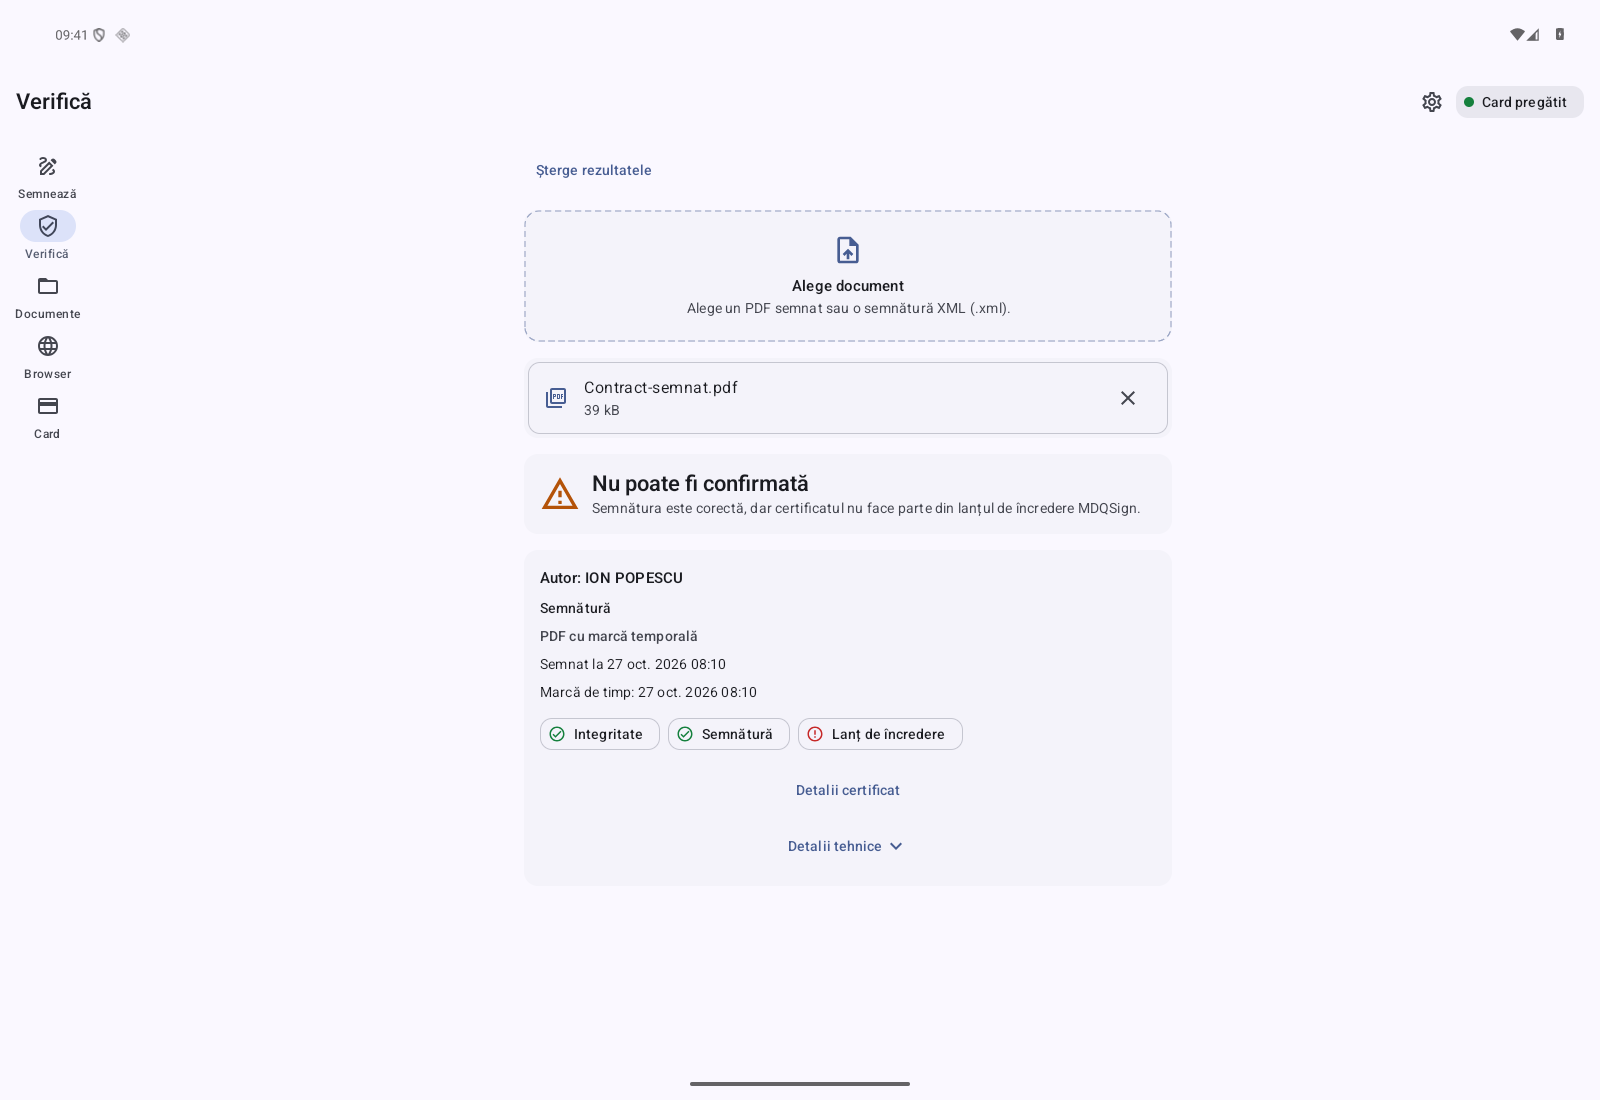 09:41
Verifică
Card pregătit
Semnează
Verifică
Documente
Browser
Card
Șterge rezultatele
Alege document
Alege un PDF semnat sau o semnătură XML (.xml).
PDF
Contract-semnat.pdf
39 kB
Nu poate fi confirmată
Semnătura este corectă, dar certificatul nu face parte din lanțul de încredere MDQSign.
Autor: ION POPESCU
Semnătură
PDF cu marcă temporală
Semnat la 27 oct. 2026 08:10
Marcă de timp: 27 oct. 2026 08:10
Integritate
Semnătură
Lanț de încredere
Detalii certificat
Detalii tehnice